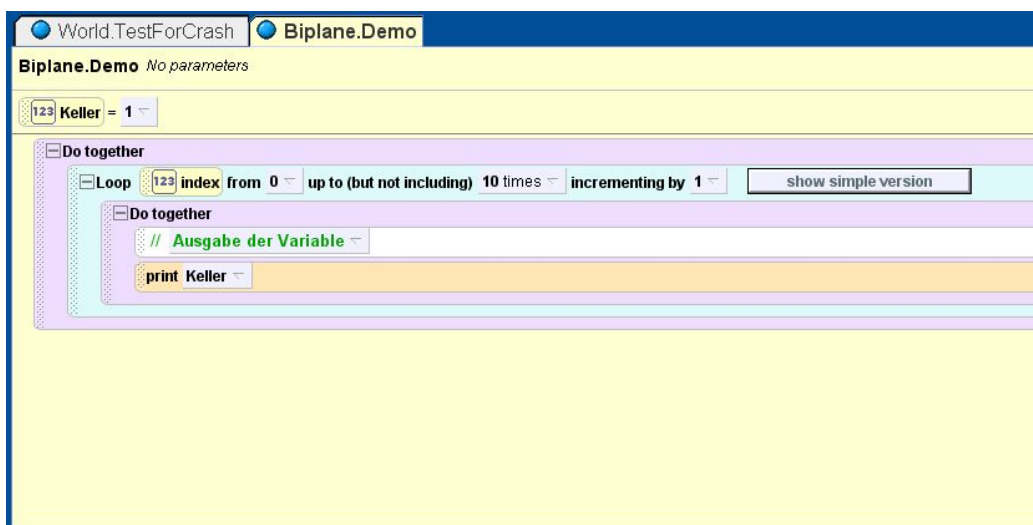 World.TestForCrash Biplane.Demo
Biplane.Demo No parameters
123 Keller = 1
Do together
Loop 123 index from 0 up to (but not including) 10 times incrementing by 1 show simple version
Do together
// Ausgabe der Variable
print Keller